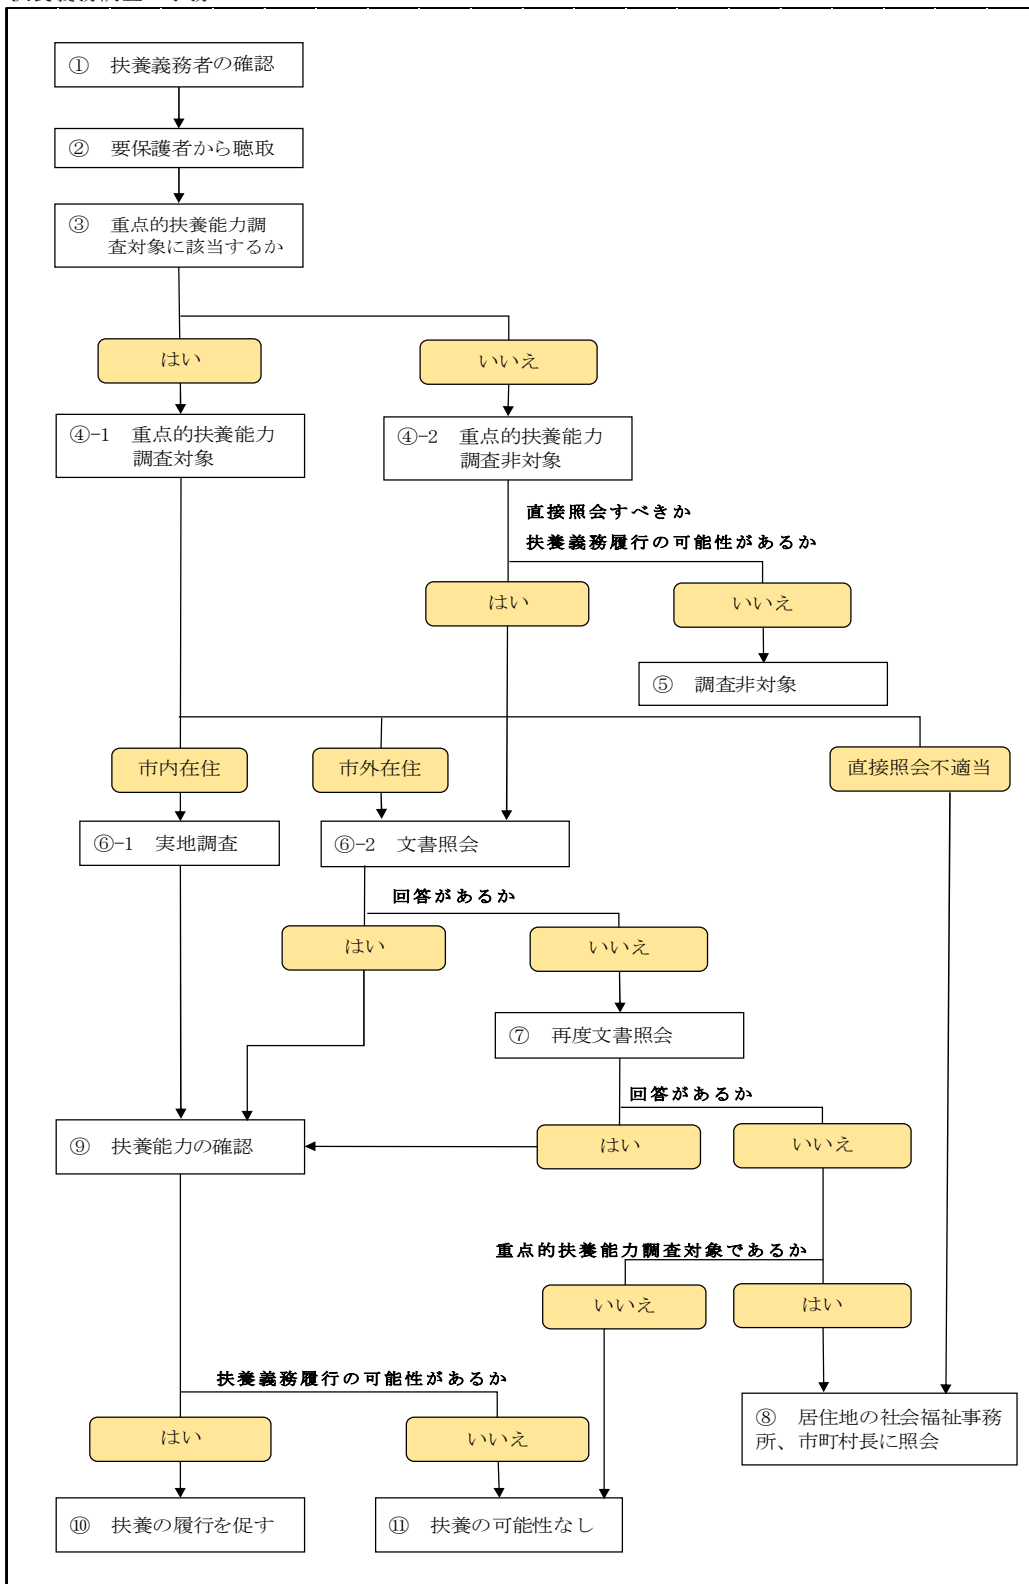 ① 扶養義務者の確認
② 要保護者から聴取
③ 重点的扶養能力調
査対象に該当するか
はい
いいえ
④-1 重点的扶養能力
調査対象
④-2 重点的扶養能力
調査非対象
直接照会すべきか
扶養義務履行の可能性があるか
はい
いいえ
⑤ 調査非対象
市内在住
市外在住
直接照会不適当
⑥-1 実地調査
⑥-2 文書照会
回答があるか
はい
いいえ
⑦ 再度文書照会
回答があるか
⑨ 扶養能力の確認
はい
いいえ
重点的扶養能力調査対象であるか
いいえ
はい
扶養義務履行の可能性があるか
はい
いいえ
⑧ 居住地の社会福祉事務
所、市町村長に照会
⑩ 扶養の履行を促す
⑪ 扶養の可能性なし